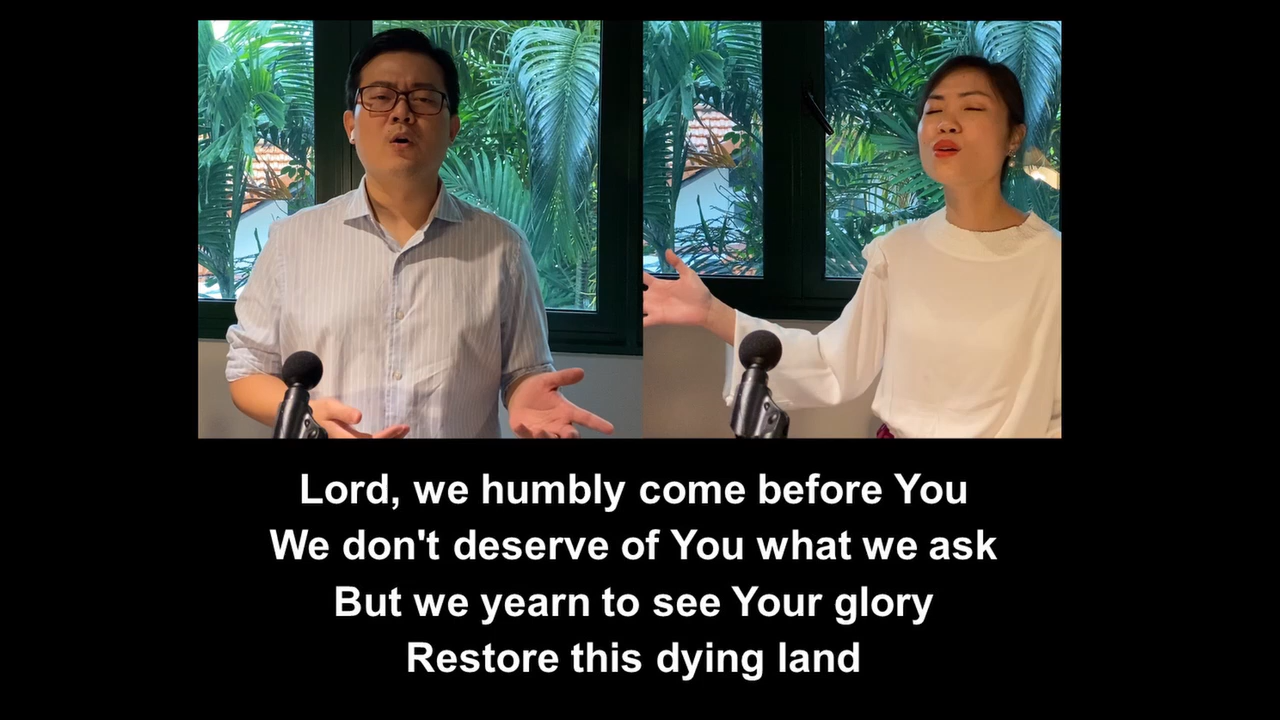 Lord, we humbly come before You
We don't deserve of You what we ask
But we yearn to see Your glory
Restore this dying land